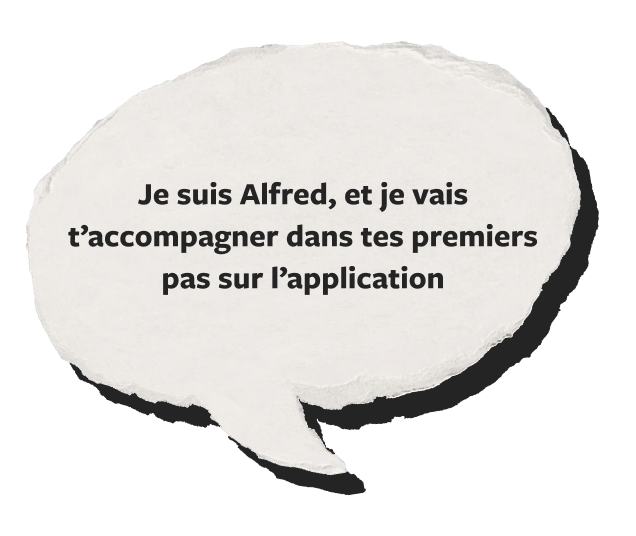 Je suis Alfred, et je vais
t’accompagner dans tes premiers
pas sur l’application